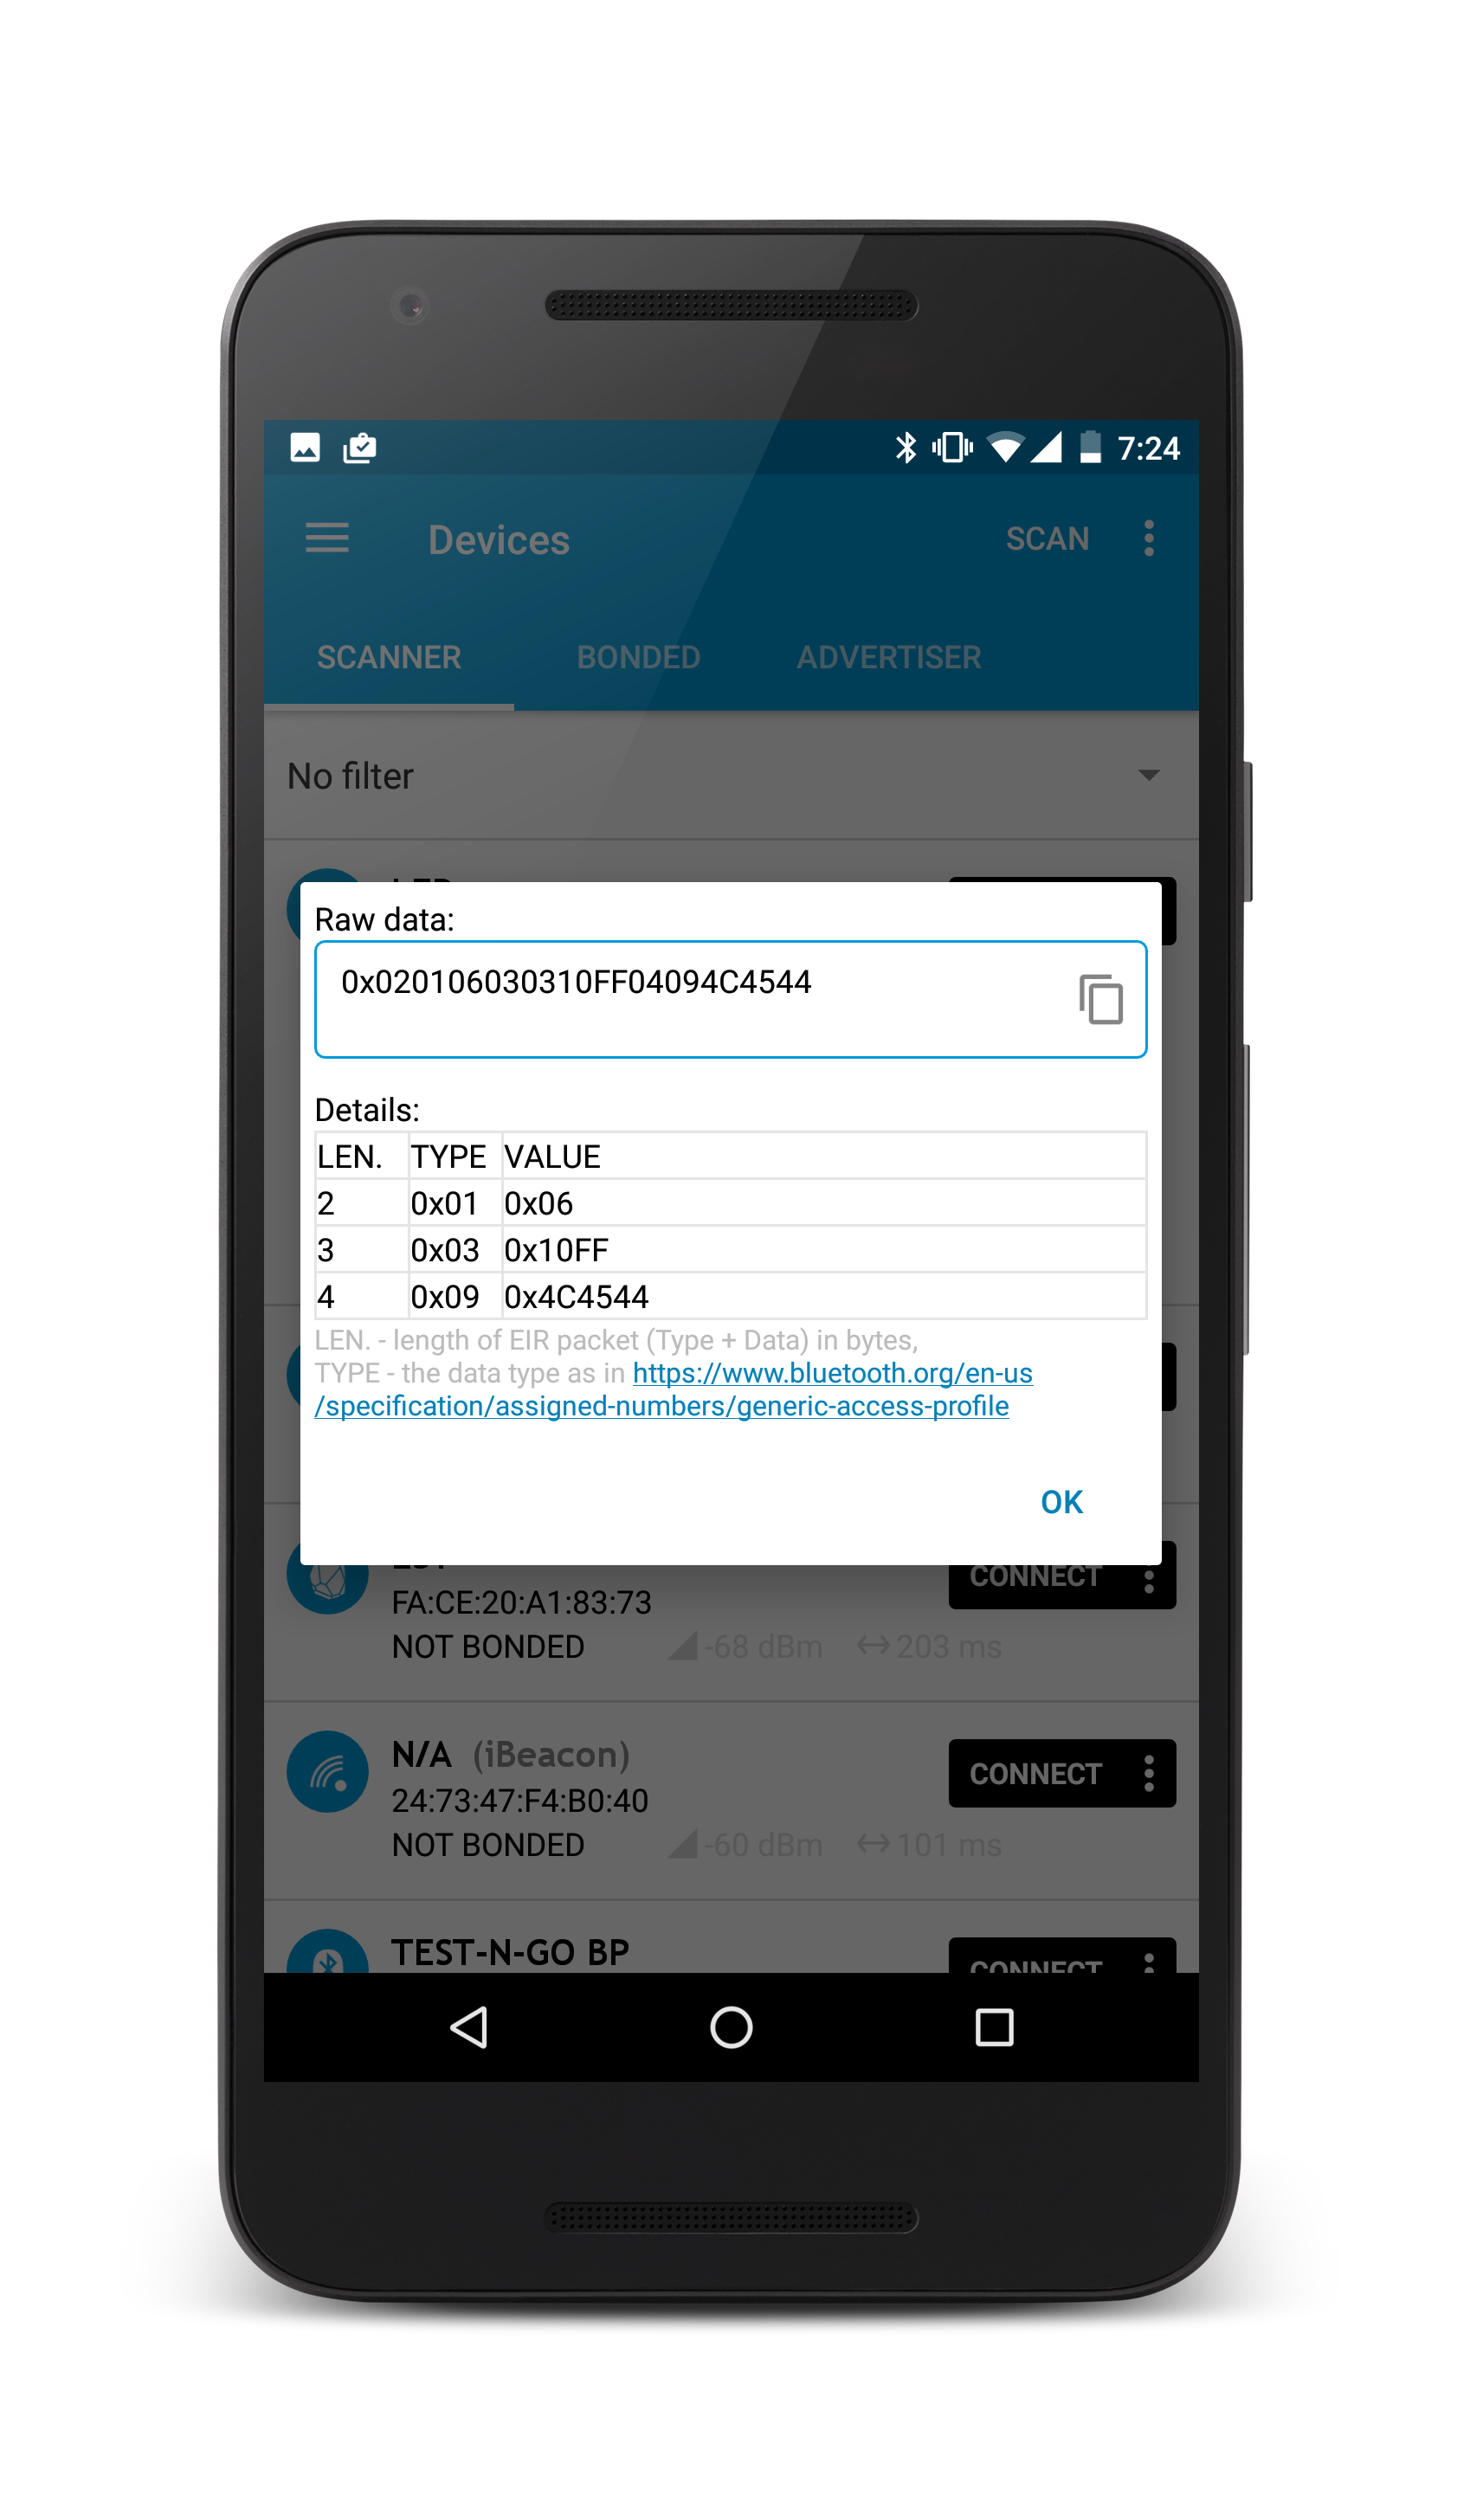 7:24
Devices SCAN
SCANNER BONDED ADVERTISER
No filter
Raw data:
0x020106030310FF04094C4544
Details:
LEN. TYPE VALUE
2 0x01 0x06
3 0x03 0x10FF
4 0x09 0x4C4544
LEN. - length of EIR packet (Type + Data) in bytes,
TYPE - the data type as in https://www.bluetooth.org/en-us
/specification/assigned-numbers/generic-access-profile
OK
CONNECT
FA:CE:20:A1:83:73
NOT BONDED -68 dBm 203 ms
N/A (iBeacon) CONNECT
24:73:47:F4:B0:40
NOT BONDED -60 dBm 101 ms
TEST-N-GO BP
CONNECT